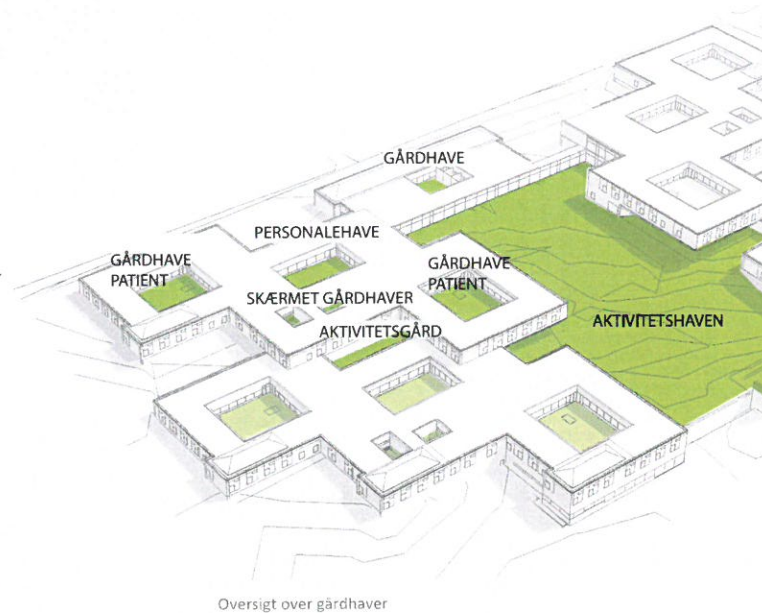 GÅRDHAVE
PERSONALEHAVE
GÅRDHAVE
PATIENT
GÅRDHAVE
PATIENT
SKÆRMET GÅRDHAVER
AKTIVITETSGÅRD
AKTIVITETSHAVEN
Oversigt over gårdhaver